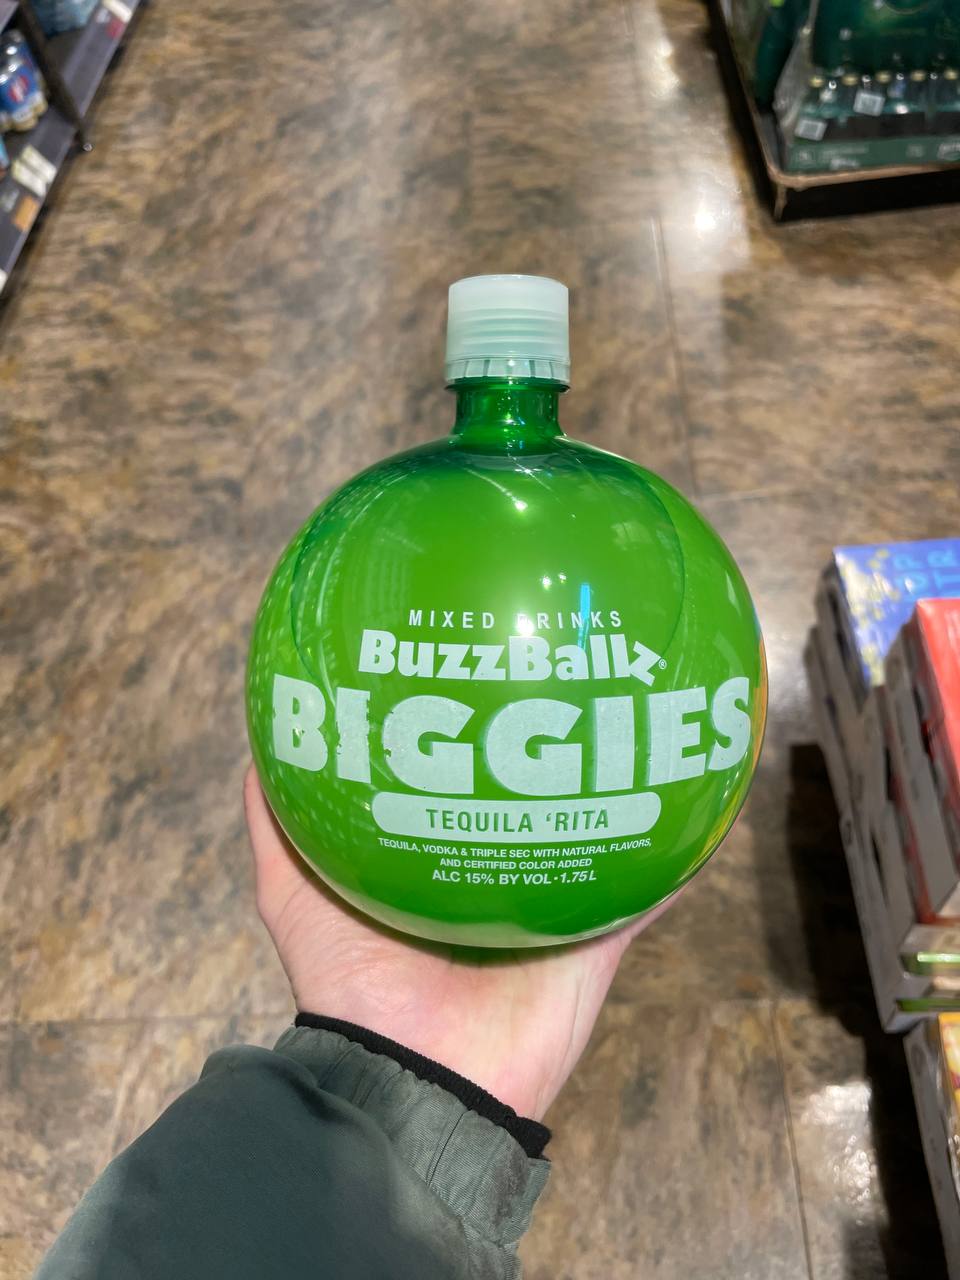 MIXED DRINKS
BuzzBallz®
BIGGIES
TEQUILA ‘RITA
TEQUILA, VODKA & TRIPLE SEC WITH NATURAL FLAVORS,
AND CERTIFIED COLOR ADDED
ALC 15% BY VOL·1.75 L